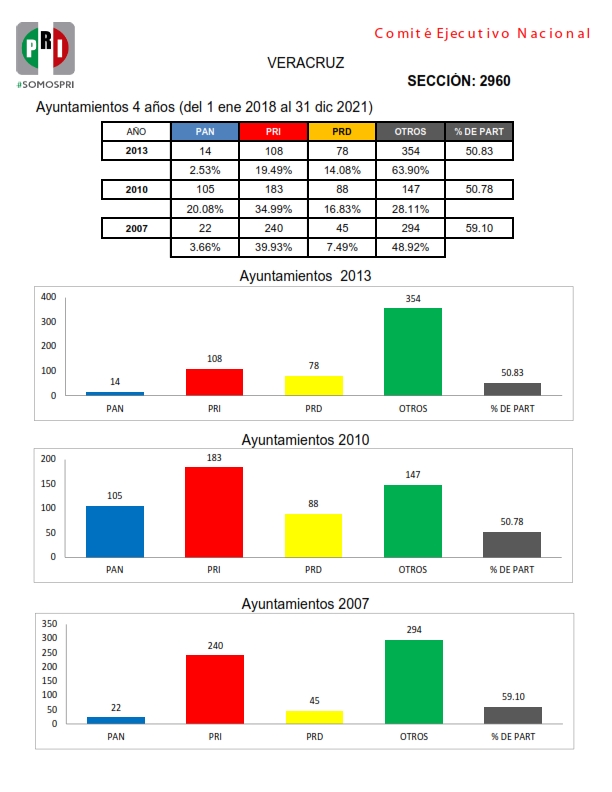 Comité Ejecutivo Nacional
PRI
#SOMOSPRI
VERACRUZ
SECCIÓN: 2960
Ayuntamientos 4 años (del 1 ene 2018 al 31 dic 2021)
AÑO PAN PRI PRD OTROS % DE PART
2013 14 108 78 354 50.83
2.53% 19.49% 14.08% 63.90%
2010 105 183 88 147 50.78
20.08% 34.99% 16.83% 28.11%
2007 22 240 45 294 59.10
3.66% 39.93% 7.49% 48.92%
Ayuntamientos 2013
400
300
200
100
0
14 108 78 354 50.83
PAN PRI PRD OTROS % DE PART
Ayuntamientos 2010
200
150
100
50
0
105 183 88 147 50.78
PAN PRI PRD OTROS % DE PART
Ayuntamientos 2007
350
300
250
200
150
100
50
0
22 240 45 294 59.10
PAN PRI PRD OTROS % DE PART